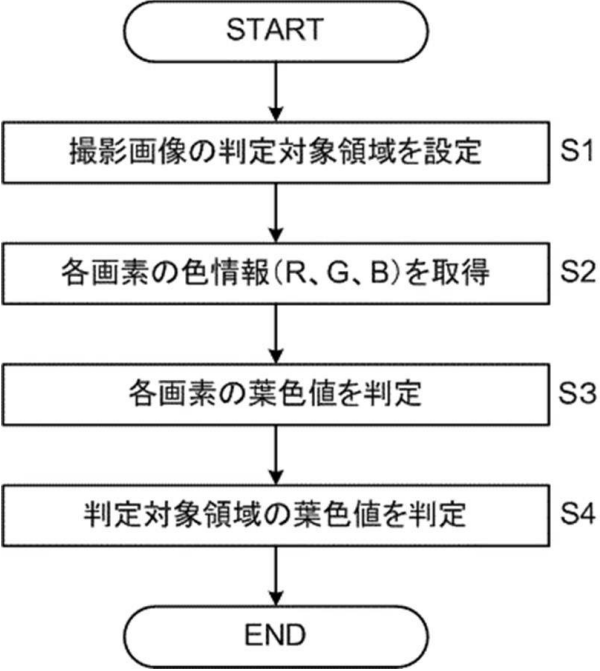 START
撮影画像の判定対象領域を設定 S1
各画素の色情報(R、G、B)を取得 S2
各画素の葉色値を判定 S3
判定対象領域の葉色値を判定 S4
END